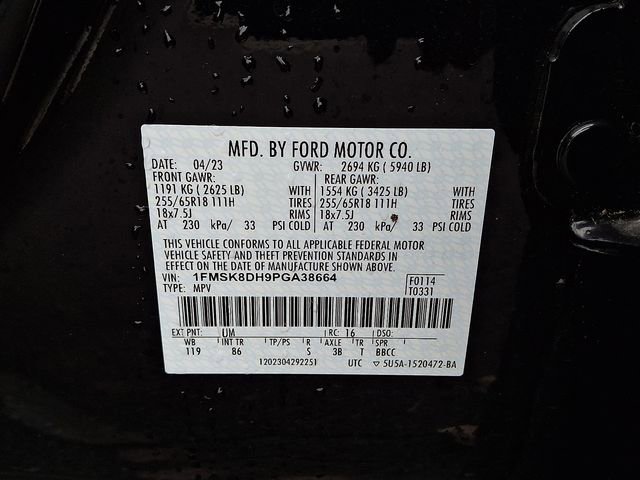 MFD. BY FORD MOTOR CO.
DATE: 04/23 GVWR: 2694 KG ( 5940 LB)
FRONT GAWR: REAR GAWR:
1191 KG ( 2625 LB) WITH 1554 KG ( 3425 LB) WITH
255/65R18 111H TIRES 255/65R18 111H TIRES
18x7.5J RIMS 18x7.5J RIMS
AT 230 kPa/ 33 PSI COLD AT 230 kPa/ 33 PSI COLD
THIS VEHICLE CONFORMS TO ALL APPLICABLE FEDERAL MOTOR
VEHICLE SAFETY AND THEFT PREVENTION STANDARDS IN
EFFECT ON THE DATE OF MANUFACTURE SHOWN ABOVE.
VIN: 1FMSK8DH9PGA38664 F0114
TYPE: MPV T0331
EXT PNT: UM RC: 16 DSO:
WB INT TR TP/PS R AXLE TR SPR
119 86 S 3B T BBCC
1202304292251 UTC ▽ 5U5A-1520472-BA